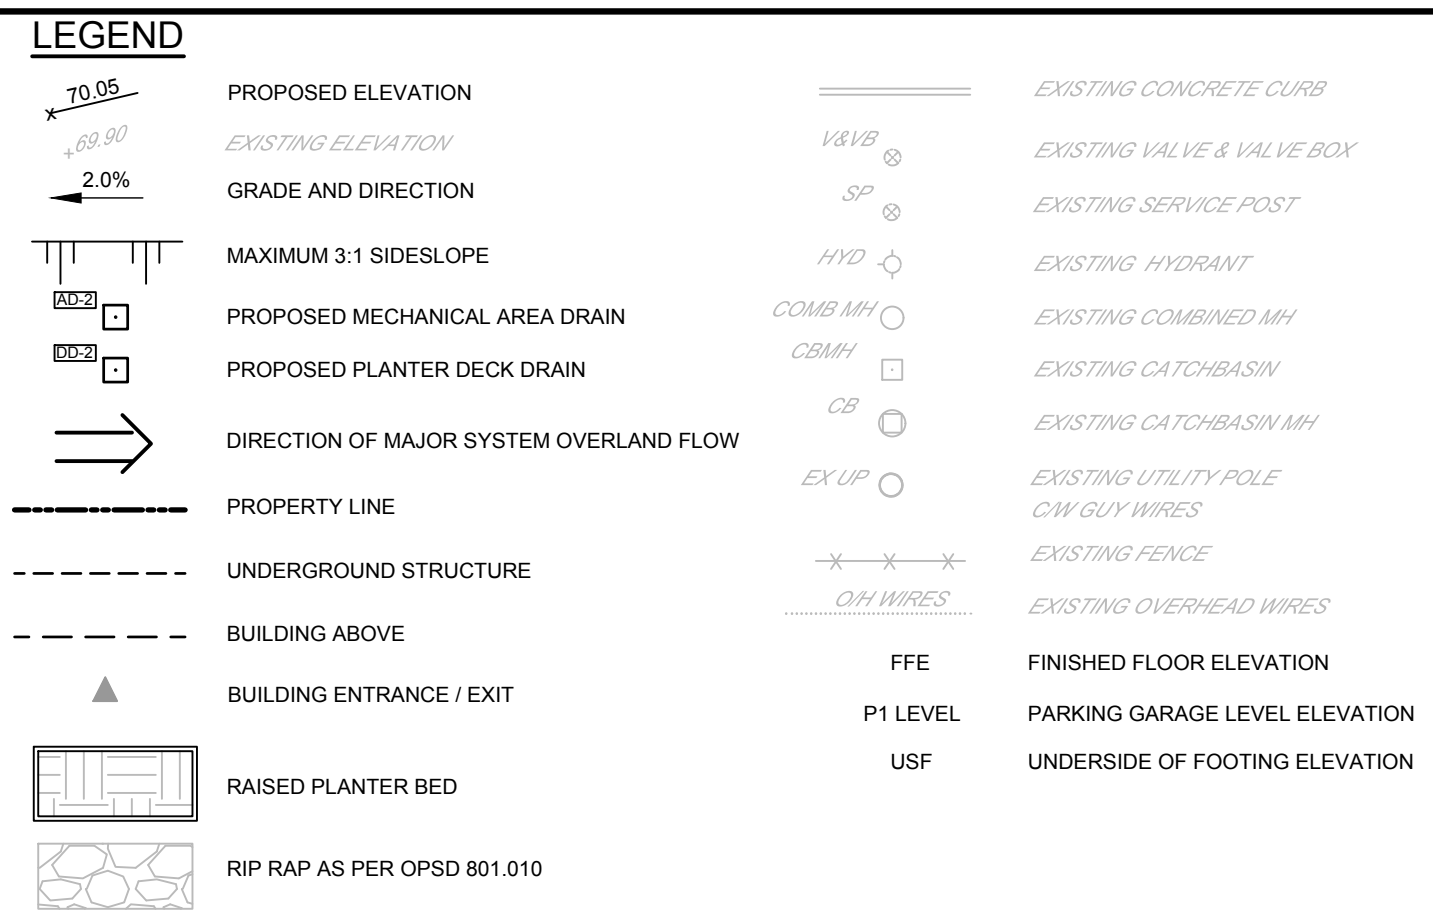 LEGEND
70.05 PROPOSED ELEVATION
69.90 EXISTING ELEVATION
2.0% GRADE AND DIRECTION
MAXIMUM 3:1 SIDESLOPE
AD-2 PROPOSED MECHANICAL AREA DRAIN
DD-2 PROPOSED PLANTER DECK DRAIN
DIRECTION OF MAJOR SYSTEM OVERLAND FLOW
PROPERTY LINE
UNDERGROUND STRUCTURE
BUILDING ABOVE
BUILDING ENTRANCE / EXIT
RAISED PLANTER BED
RIP RAP AS PER OPSD 801.010
EXISTING CONCRETE CURB
V&VB EXISTING VALVE & VALVE BOX
SP EXISTING SERVICE POST
HYD EXISTING HYDRANT
COMB MH EXISTING COMBINED MH
CBMH EXISTING CATCHBASIN
CB EXISTING CATCHBASIN MH
EX UP EXISTING UTILITY POLE
C/W GUY WIRES
EXISTING FENCE
O/H WIRES EXISTING OVERHEAD WIRES
FFE FINISHED FLOOR ELEVATION
P1 LEVEL PARKING GARAGE LEVEL ELEVATION
USF UNDERSIDE OF FOOTING ELEVATION